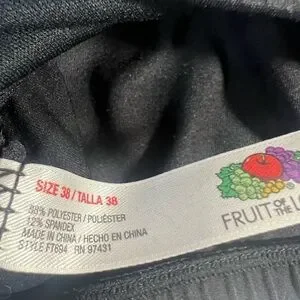 SIZE 38 / TALLA 38
88% POLYESTER / POLIÉSTER
12% SPANDEX
MADE IN CHINA / HECHO EN CHINA
STYLE FT694 RN 97431
FRUIT OF THE L